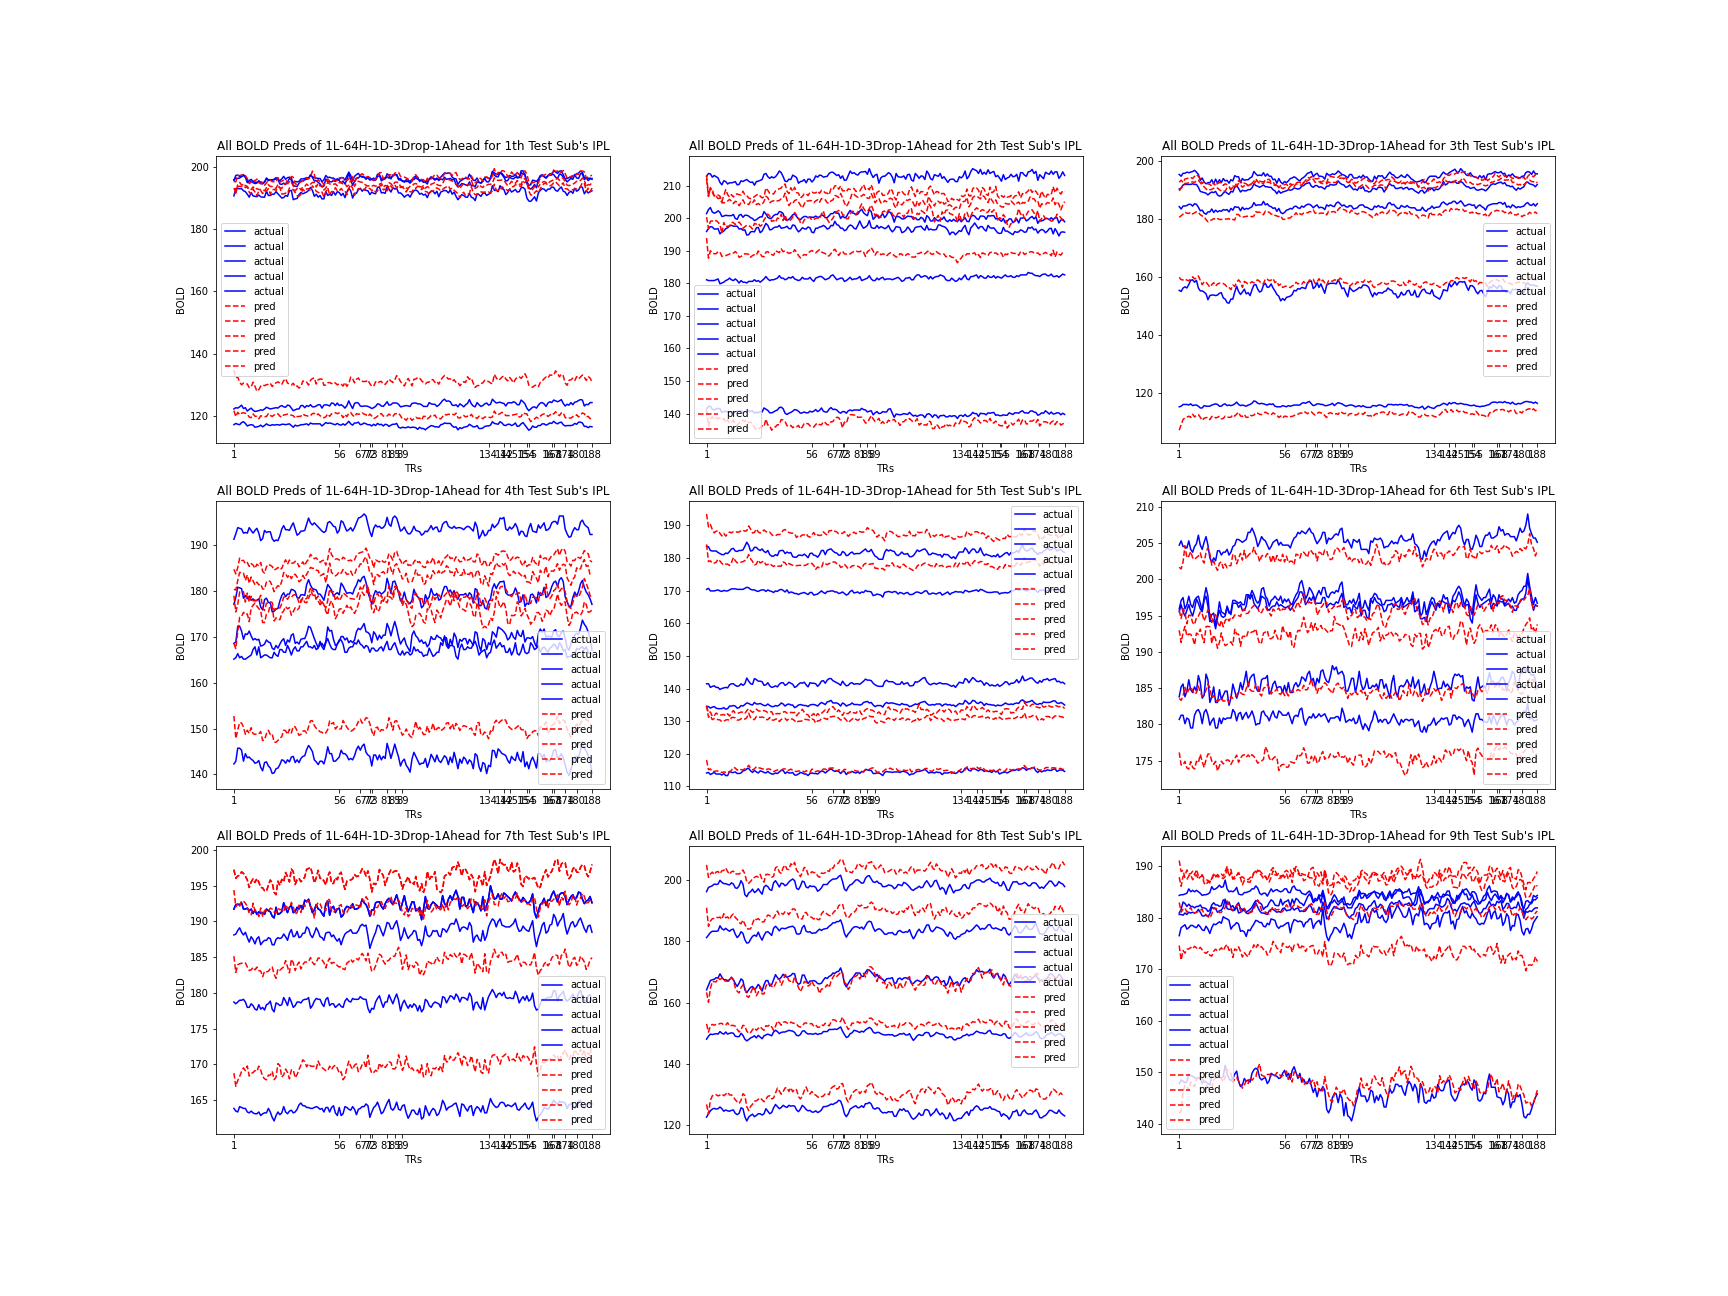 All BOLD Preds of 1L-64H-1D-3Drop-1Ahead for 1th Test Sub's IPL
200
180
160
140
120
BOLD
actual
actual
actual
actual
actual
pred
pred
pred
pred
pred
1 56 134 188
TRs
All BOLD Preds of 1L-64H-1D-3Drop-1Ahead for 2th Test Sub's IPL
210
200
190
180
170
160
150
140
BOLD
actual
actual
actual
actual
actual
pred
pred
pred
pred
pred
1 56 134 188
TRs
All BOLD Preds of 1L-64H-1D-3Drop-1Ahead for 3th Test Sub's IPL
200
180
160
140
120
BOLD
actual
actual
actual
actual
actual
pred
pred
pred
pred
pred
1 56 134 188
TRs
All BOLD Preds of 1L-64H-1D-3Drop-1Ahead for 4th Test Sub's IPL
190
180
170
160
150
140
BOLD
actual
actual
actual
actual
actual
pred
pred
pred
pred
pred
1 56 134 188
TRs
All BOLD Preds of 1L-64H-1D-3Drop-1Ahead for 5th Test Sub's IPL
190
180
170
160
150
140
130
120
110
BOLD
actual
actual
actual
actual
actual
pred
pred
pred
pred
pred
1 56 134 188
TRs
All BOLD Preds of 1L-64H-1D-3Drop-1Ahead for 6th Test Sub's IPL
210
205
200
195
190
185
180
175
BOLD
actual
actual
actual
actual
actual
pred
pred
pred
pred
pred
1 56 134 188
TRs
All BOLD Preds of 1L-64H-1D-3Drop-1Ahead for 7th Test Sub's IPL
200
195
190
185
180
175
170
165
BOLD
actual
actual
actual
actual
actual
pred
pred
pred
pred
pred
1 56 134 188
TRs
All BOLD Preds of 1L-64H-1D-3Drop-1Ahead for 8th Test Sub's IPL
200
180
160
140
120
BOLD
actual
actual
actual
actual
actual
pred
pred
pred
pred
pred
1 56 134 188
TRs
All BOLD Preds of 1L-64H-1D-3Drop-1Ahead for 9th Test Sub's IPL
190
180
170
160
150
140
BOLD
actual
actual
actual
actual
actual
pred
pred
pred
pred
pred
1 56 134 188
TRs